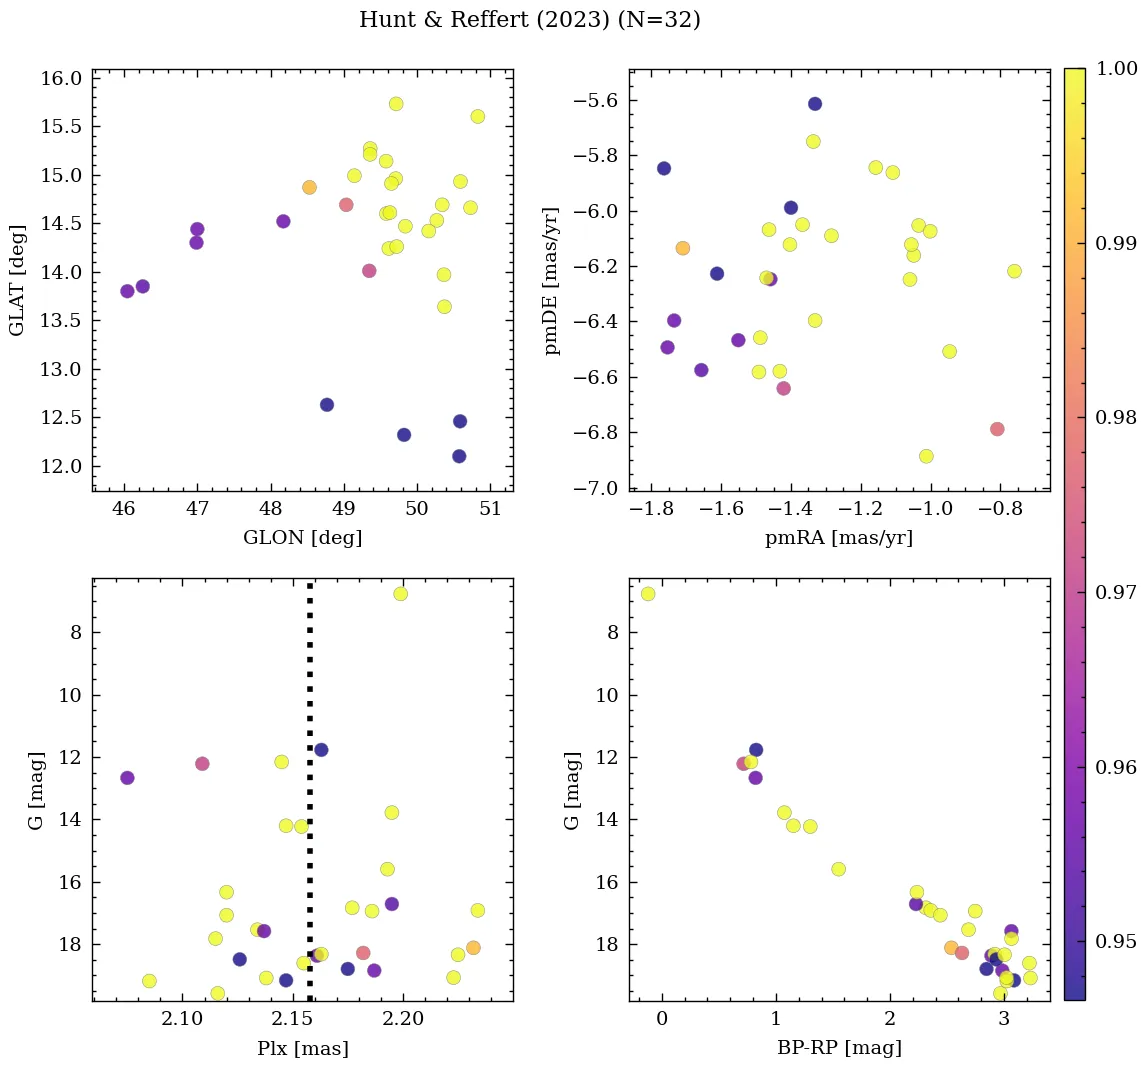 Hunt & Reffert (2023) (N=32)
16.0
15.5
15.0
14.5
14.0
13.5
13.0
12.5
12.0
GLAT [deg]
46 47 48 49 50 51
GLON [deg]
−5.6
−5.8
−6.0
−6.2
−6.4
−6.6
−6.8
−7.0
pmDE [mas/yr]
−1.8 −1.6 −1.4 −1.2 −1.0 −0.8
pmRA [mas/yr]
8
10
12
14
16
18
G [mag]
2.10 2.15 2.20
Plx [mas]
8
10
12
14
16
18
G [mag]
0 1 2 3
BP-RP [mag]
1.00
0.99
0.98
0.97
0.96
0.95